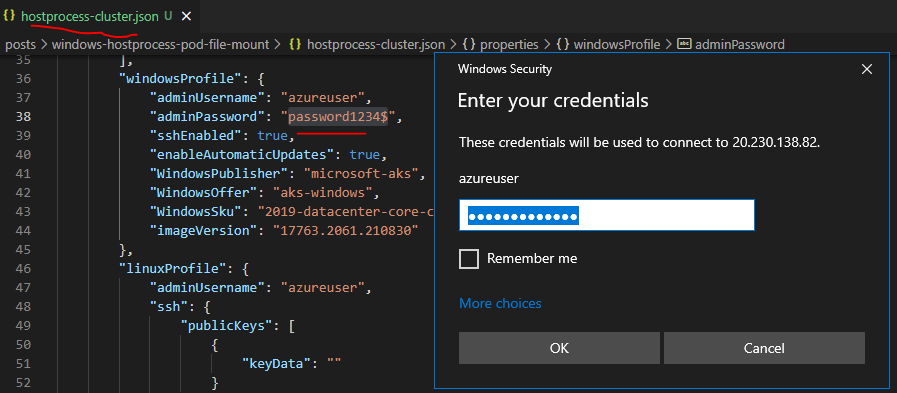 hostprocess-cluster.json U
posts > windows-hostprocess-pod-file-mount > hostprocess-cluster.json > properties > windowsProfile > adminPassword
35 ],
36 "windowsProfile": {
37 "adminUsername": "azureuser",
38 "adminPassword": "password1234$",
39 "sshEnabled": true,
40 "enableAutomaticUpdates": true,
41 "WindowsPublisher": "microsoft-aks",
42 "WindowsOffer": "aks-windows",
43 "WindowsSku": "2019-datacenter-core-c
44 "imageVersion": "17763.2061.210830"
45 },
46 "linuxProfile": {
47 "adminUsername": "azureuser",
48 "ssh": {
49 "publicKeys": [
50 {
51 "keyData": ""
52 }
Windows Security
Enter your credentials
These credentials will be used to connect to 20.230.138.82.
azureuser
●●●●●●●●●●●●●
Remember me
More choices
OK
Cancel